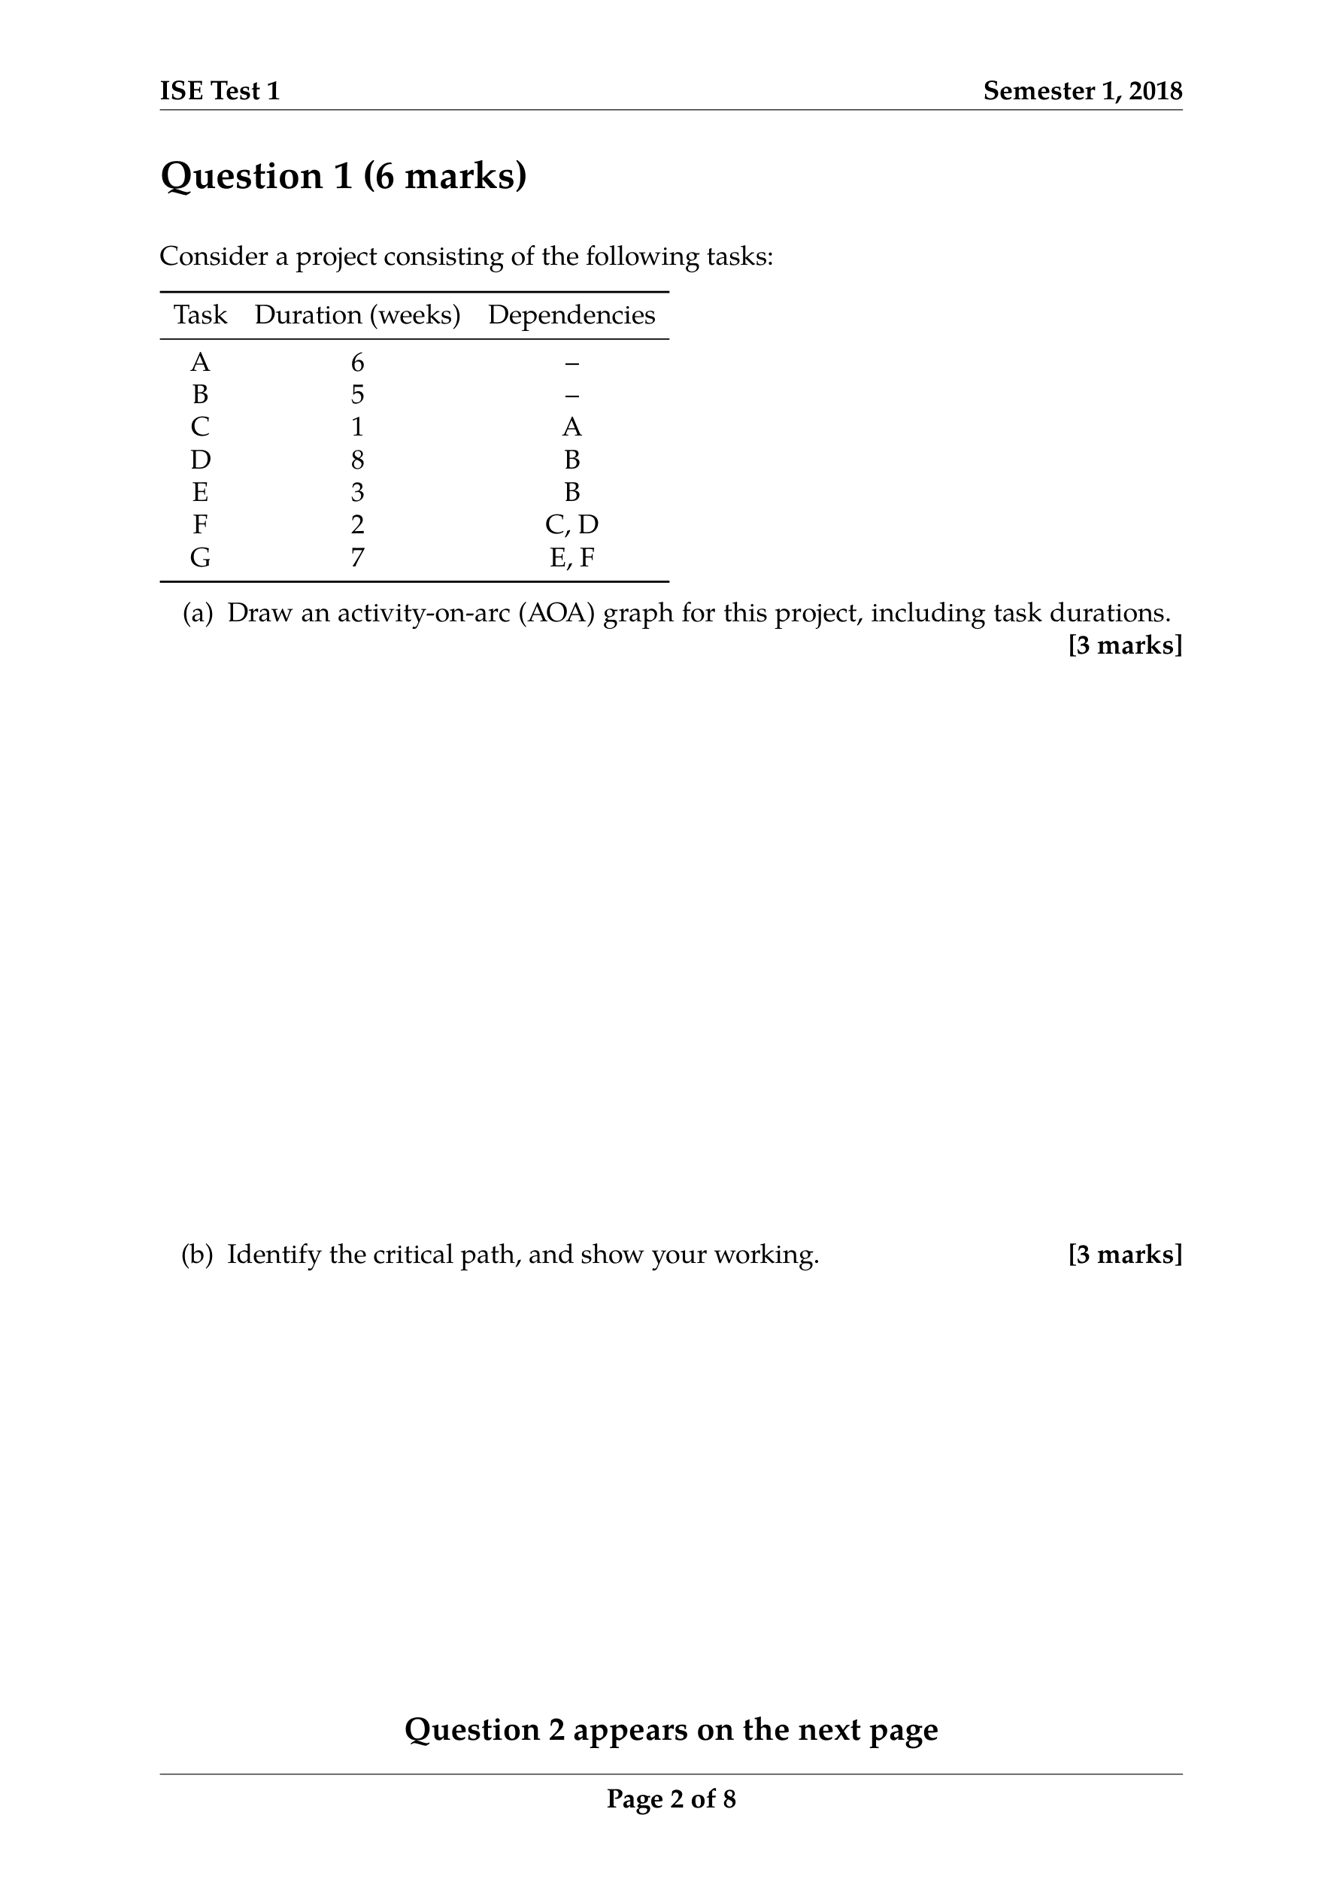 ISE Test 1 Semester 1, 2018
Question 1 (6 marks)
Consider a project consisting of the following tasks:
Task Duration (weeks) Dependencies
A 6 –
B 5 –
C 1 A
D 8 B
E 3 B
F 2 C, D
G 7 E, F
(a) Draw an activity-on-arc (AOA) graph for this project, including task durations.
[3 marks]
(b) Identify the critical path, and show your working. [3 marks]
Question 2 appears on the next page
Page 2 of 8